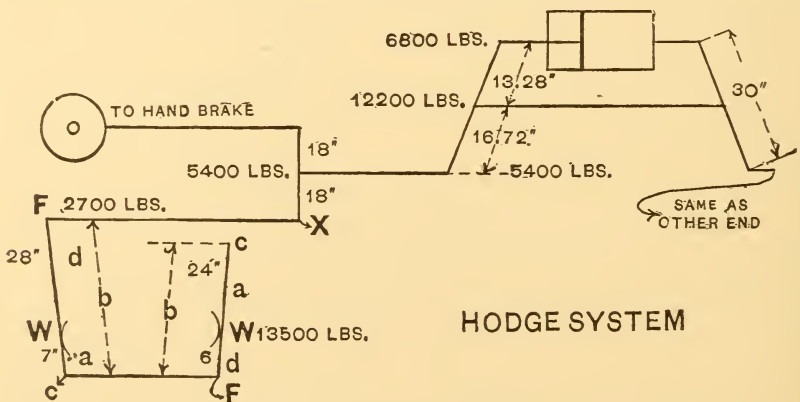 6800 LBS.
13.28"
30"
12200 LBS.
TO HAND BRAKE
16.72"
18"
5400 LBS.
5400 LBS.
18"
SAME AS
OTHER END
F 2700 LBS.
X
28"
d
c
24"
a
b
b
W
W 13500 LBS.
HODGE SYSTEM
7"
a
6
d
c
F